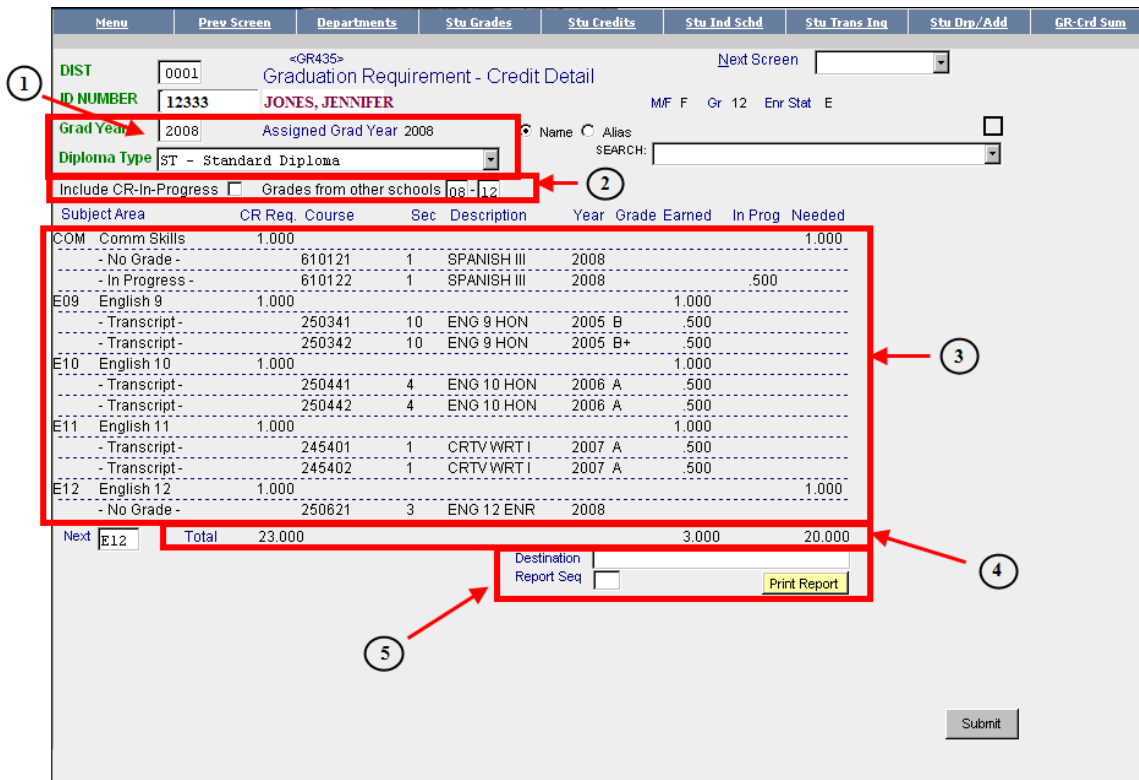 Menu Prev Screen Departments Stu Grades Stu Credits Stu Ind Schd Stu Trans Inq Stu Drp/Add GR-Crd Sum
<GR435>
DIST 0001 Graduation Requirement - Credit Detail Next Screen
1
ID NUMBER 12333 JONES, JENNIFER M/F F Gr 12 Enr Stat E
Grad Year 2008 Assigned Grad Year 2008 Name Alias
Diploma Type ST - Standard Diploma SEARCH:
Include CR-In-Progress Grades from other schools 08 - 12 2
Subject Area CR Req. Course Sec Description Year Grade Earned In Prog Needed
COM Comm Skills 1.000 1.000
- No Grade - 610121 1 SPANISH III 2008
- In Progress - 610122 1 SPANISH III 2008 .500
E09 English 9 1.000 1.000
- Transcript - 250341 10 ENG 9 HON 2005 B .500
- Transcript - 250342 10 ENG 9 HON 2005 B+ .500
3
E10 English 10 1.000 1.000
- Transcript - 250441 4 ENG 10 HON 2006 A .500
- Transcript - 250442 4 ENG 10 HON 2006 A .500
E11 English 11 1.000 1.000
- Transcript - 245401 1 CRTV WRT I 2007 A .500
- Transcript - 245402 1 CRTV WRT I 2007 A .500
E12 English 12 1.000 1.000
- No Grade - 250621 3 ENG 12 ENR 2008
Next E12 Total 23.000 3.000 20.000
Destination
4
Report Seq Print Report
5
Submit